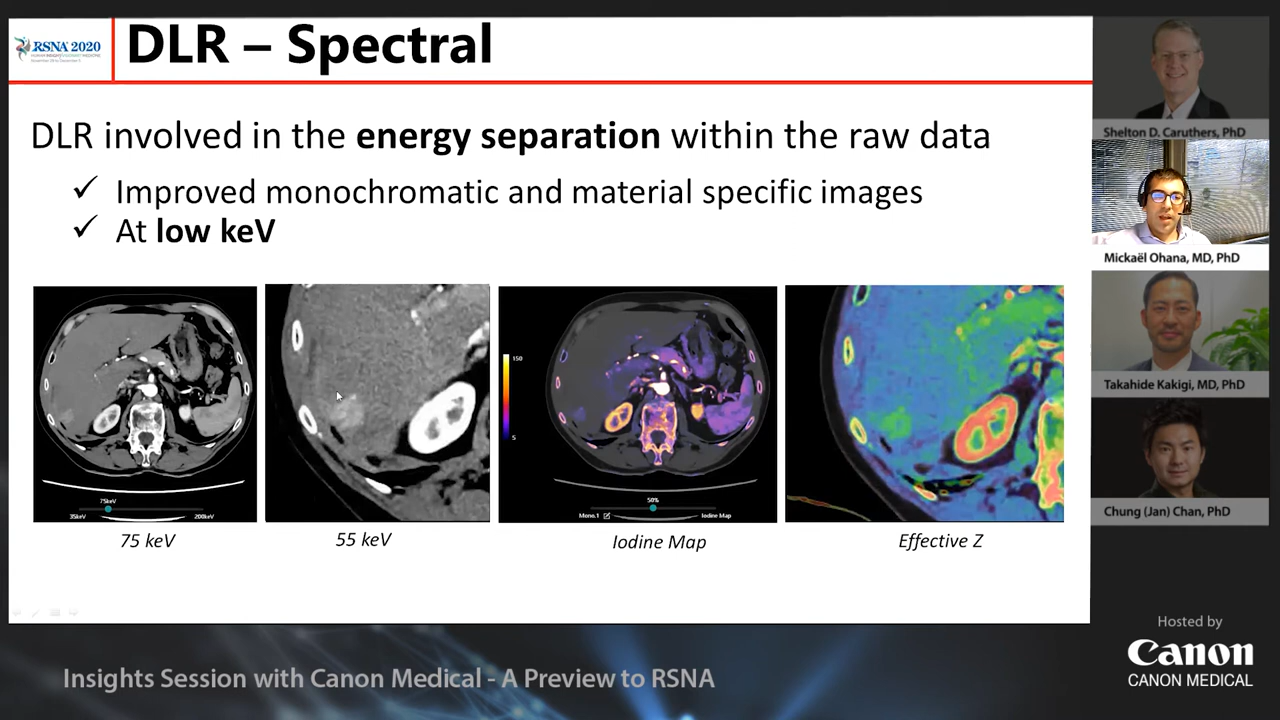 RSNA 2020
DLR – Spectral
DLR involved in the energy separation within the raw data
✓ Improved monochromatic and material specific images
✓ At low keV
75keV
35keV
200keV
150
5
50%
Mono.1
Iodine Map
75 keV
55 keV
Iodine Map
Effective Z
Shelton D. Caruthers, PhD
Mickaël Ohana, MD, PhD
Takahide Kakigi, MD, PhD
Chung (Jan) Chan, PhD
Insights Session with Canon Medical - A Preview to RSNA
Hosted by
Canon
CANON MEDICAL